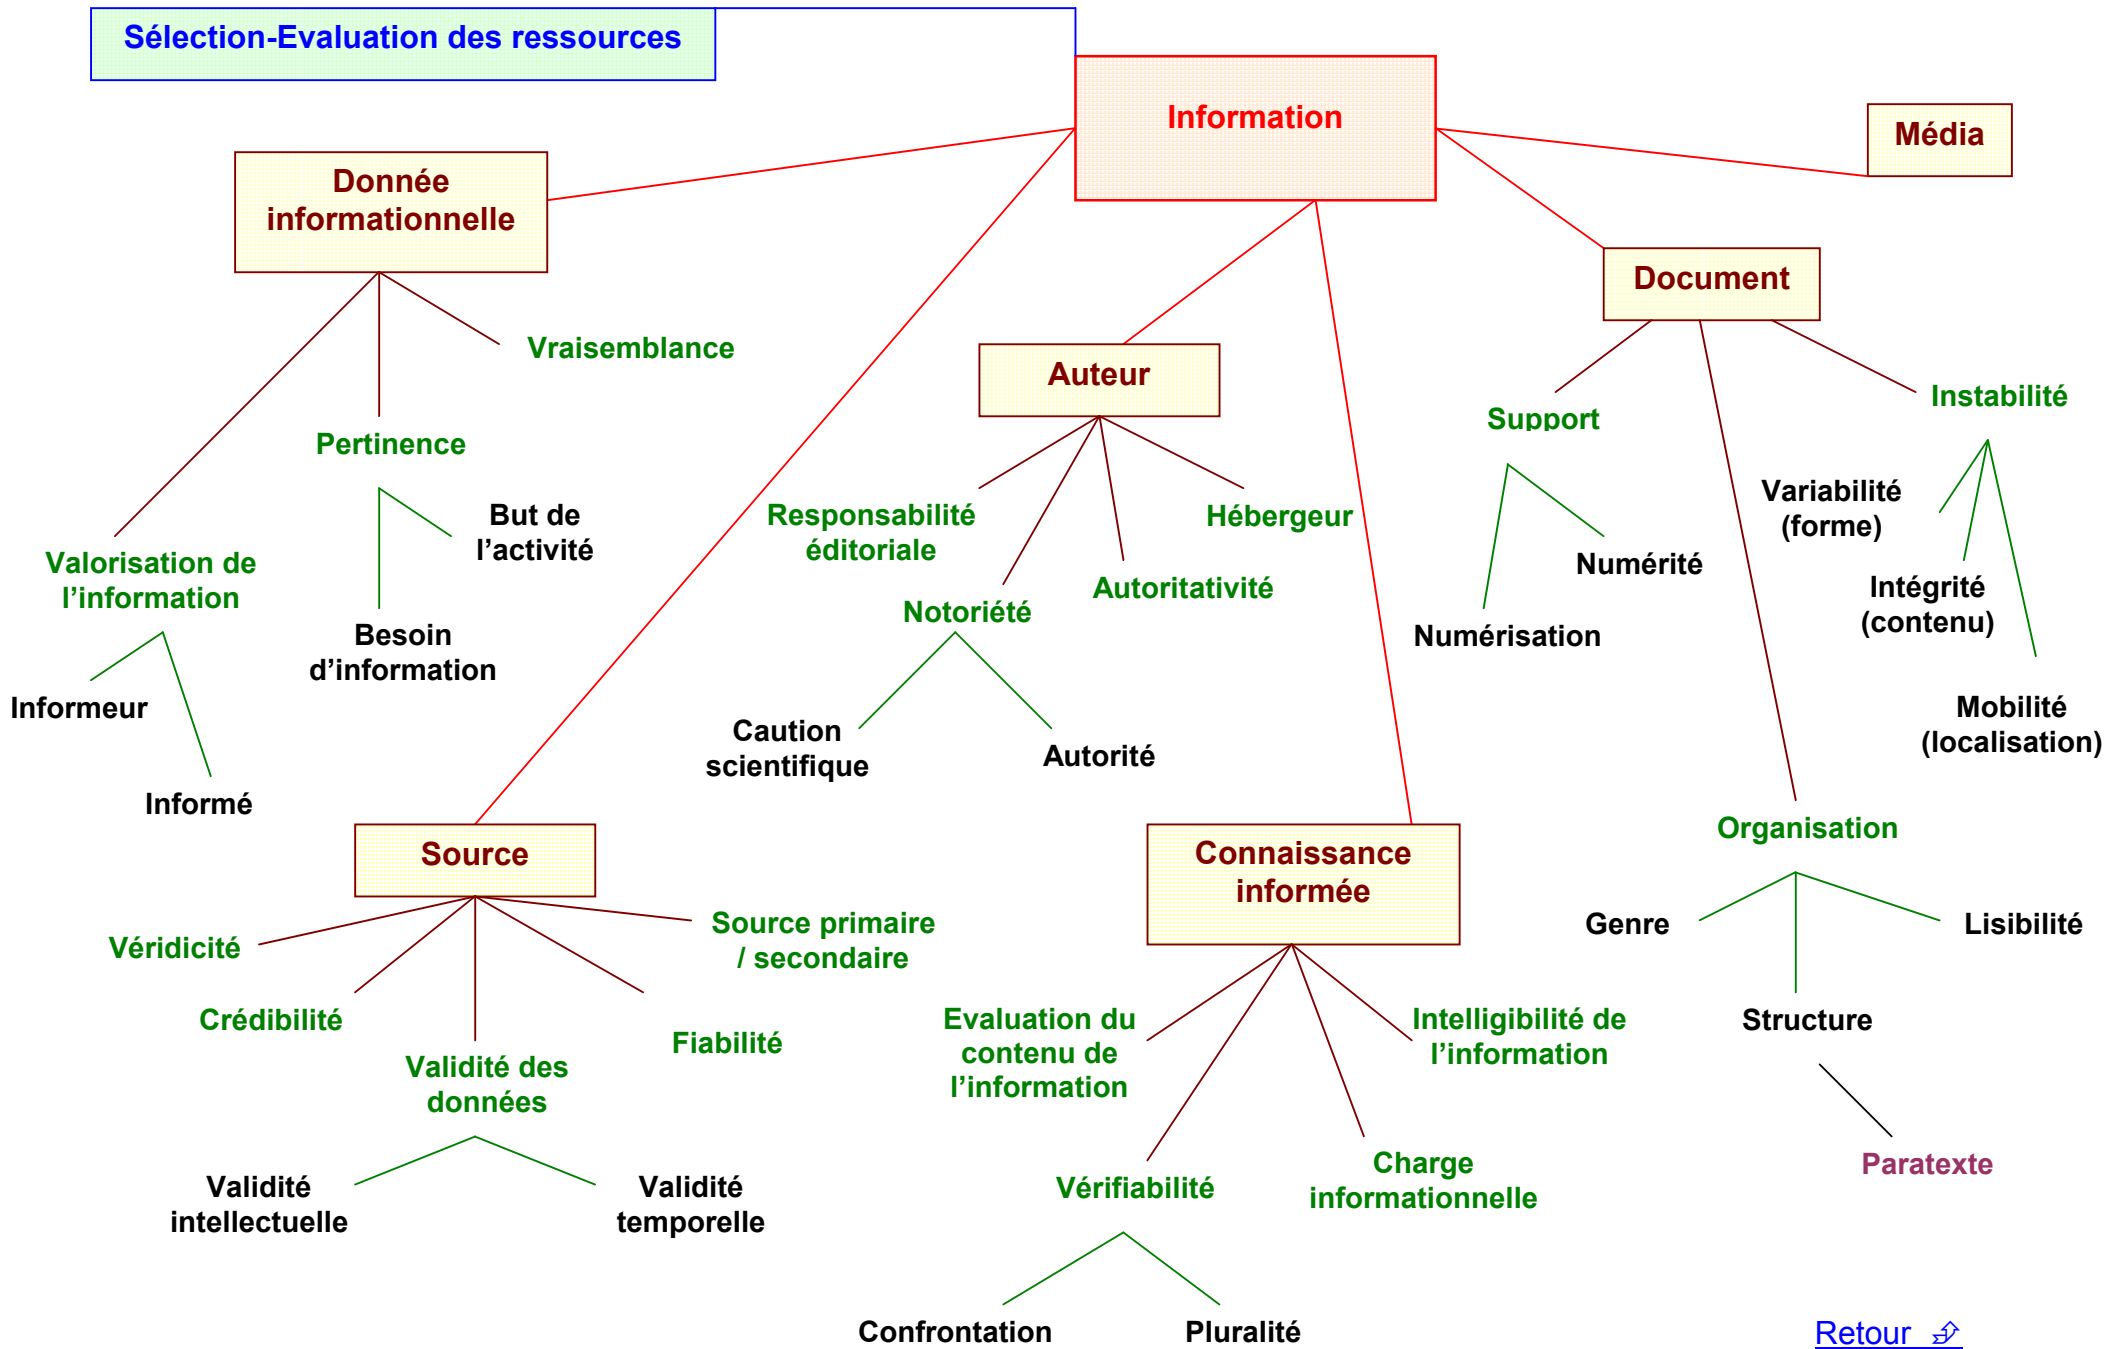 Sélection-Evaluation des ressources
Information
Média
Donnée
informationnelle
Document
Vraisemblance
Auteur
Instabilité
Support
Pertinence
Variabilité
(forme)
But de
l’activité
Responsabilité
éditoriale
Hébergeur
Valorisation de
l’information
Numérité
Autoritativité
Intégrité
(contenu)
Notoriété
Besoin
d’information
Numérisation
Informeur
Mobilité
(localisation)
Caution
scientifique
Autorité
Informé
Organisation
Source
Connaissance
informée
Genre
Lisibilité
Source primaire
/ secondaire
Véridicité
Crédibilité
Evaluation du
contenu de
l’information
Intelligibilité de
l’information
Structure
Fiabilité
Validité des
données
Charge
informationnelle
Paratexte
Vérifiabilité
Validité
intellectuelle
Validité
temporelle
Confrontation
Pluralité
Retour